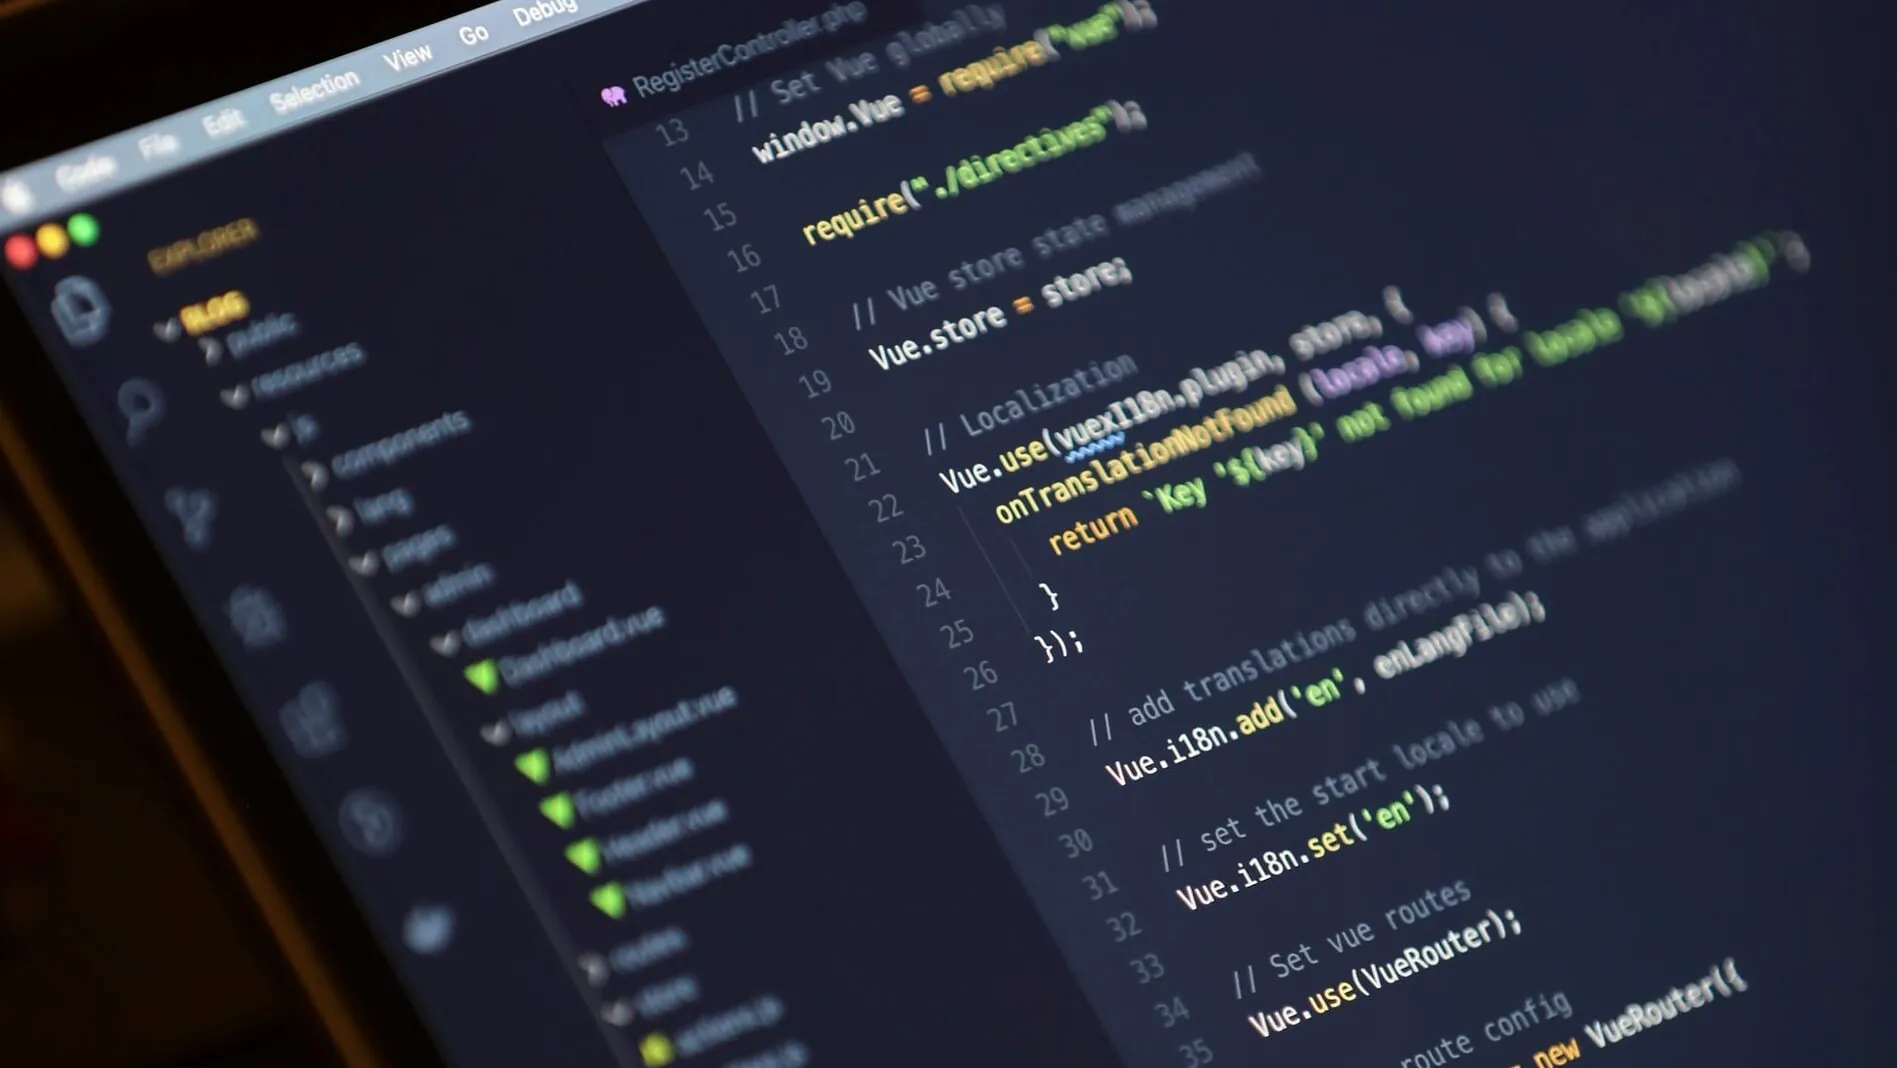 Code File Edit Selection View Go Debug
EXPLORER
BLOG
public
resources
js
components
lang
pages
admin
dashboard
Dashboard.vue
layout
AdminLayout.vue
Footer.vue
Header.vue
Navbar.vue
routes
store
actions.js
RegisterController.php
13 // Set Vue globally
14 window.Vue = require("vue");
15
16 require("./directives");
17
18 // Vue store state management
19 Vue.store = store;
20
21 // Localization
22 Vue.use(vuexI18n.plugin, store, {
23 onTranslationNotFound (locale, key) {
24 return `Key '${key}' not found for locale '${locale}'`;
25 }
26 });
27
28 // add translations directly to the application
29 Vue.i18n.add('en', enLangFile);
30
31 // set the start locale to use
32 Vue.i18n.set('en');
33
34 // Set vue routes
35 Vue.use(VueRouter);
route config
new VueRouter({